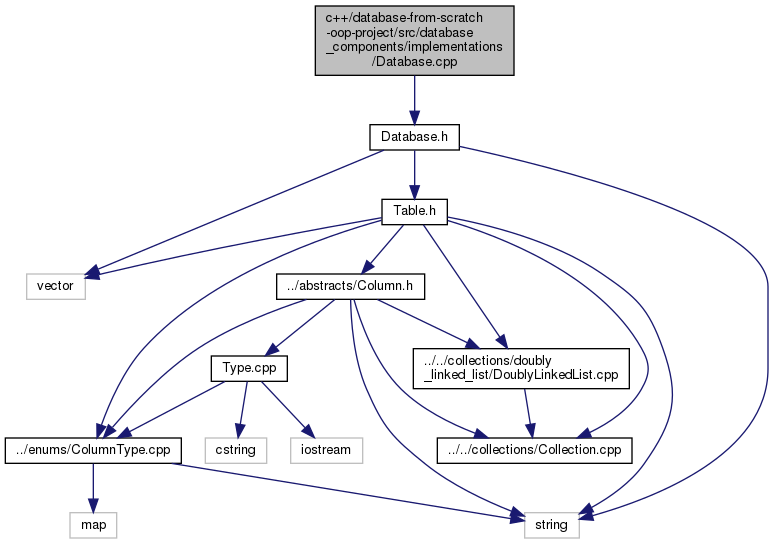 c++/database-from-scratch
-oop-project/src/database
_components/implementations
/Database.cpp
Database.h
Table.h
vector
../abstracts/Column.h
Type.cpp
../../collections/doubly
_linked_list/DoublyLinkedList.cpp
../enums/ColumnType.cpp
cstring
iostream
../../collections/Collection.cpp
map
string